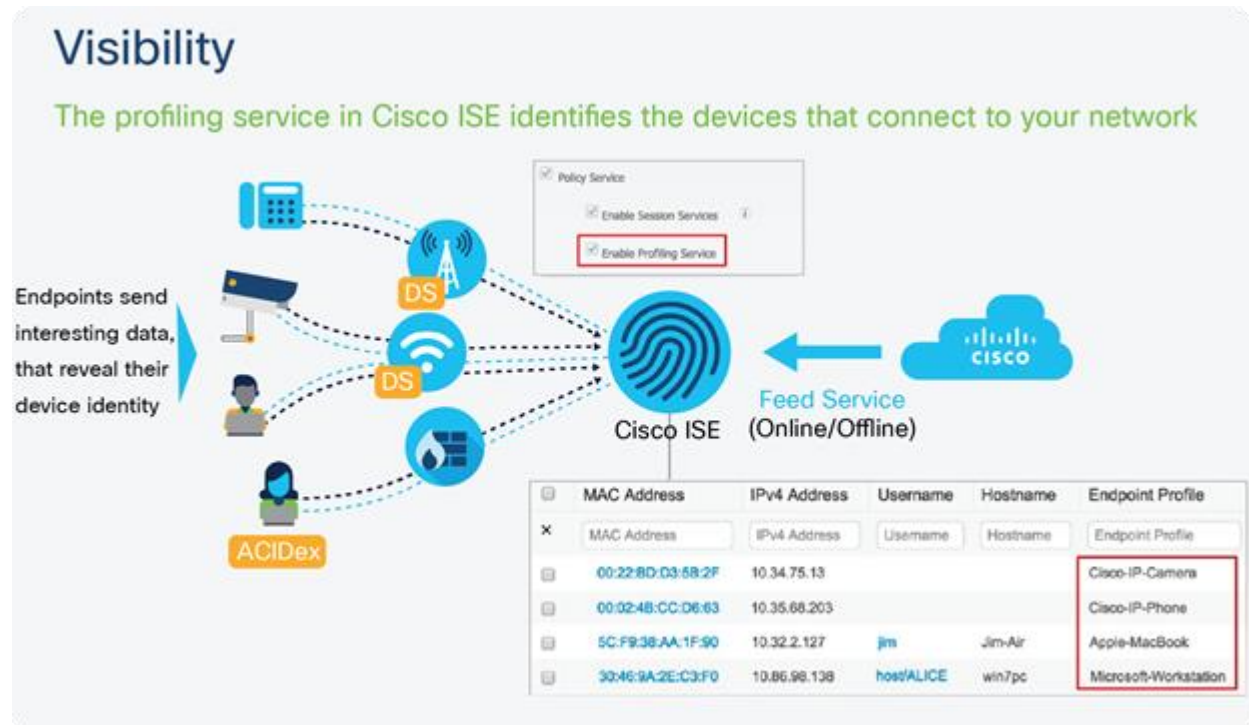 Visibility
The profiling service in Cisco ISE identifies the devices that connect to your network
Policy Service
Enable Session Services i
Enable Profiling Service
Endpoints send
interesting data,
that reveal their
device identity
DS
DS
ACIDex
Cisco ISE
CISCO
Feed Service
(Online/Offline)
MAC Address IPv4 Address Username Hostname Endpoint Profile
× MAC Address IPv4 Address Username Hostname Endpoint Profile
00:22:BD:D3:5B:2F 10.34.75.13 Cisco-IP-Camera
00:02:4B:CC:D6:63 10.35.68.203 Cisco-IP-Phone
5C:F9:38:AA:1F:90 10.32.2.127 jim Jim-Air Apple-MacBook
30:46:9A:2E:C3:F0 10.86.98.138 host/ALICE win7pc Microsoft-Workstation